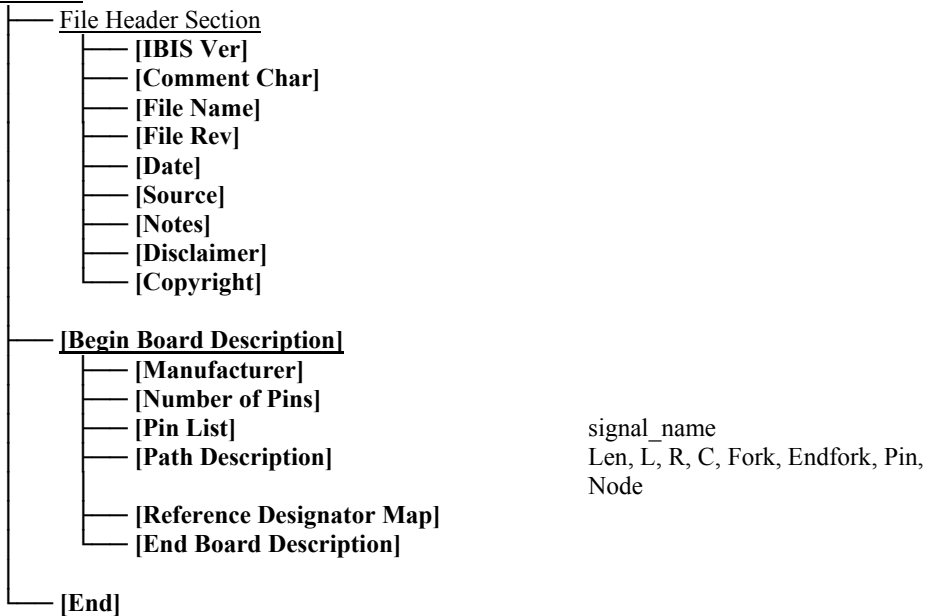 File Header Section
[IBIS Ver]
[Comment Char]
[File Name]
[File Rev]
[Date]
[Source]
[Notes]
[Disclaimer]
[Copyright]
[Begin Board Description]
[Manufacturer]
[Number of Pins]
[Pin List] signal_name
[Path Description] Len, L, R, C, Fork, Endfork, Pin,
Node
[Reference Designator Map]
[End Board Description]
[End]